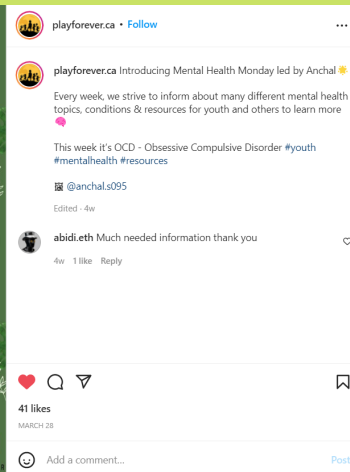 playforever.ca • Follow
playforever.ca Introducing Mental Health Monday led by Anchal
Every week, we strive to inform about many different mental health
topics, conditions & resources for youth and others to learn more
This week it's OCD - Obsessive Compulsive Disorder #youth
#mentalhealth #resources
@anchal.s095
Edited · 4w
abidi.eth Much needed information thank you
4w 1 like Reply
41 likes
MARCH 28
Add a comment... Post